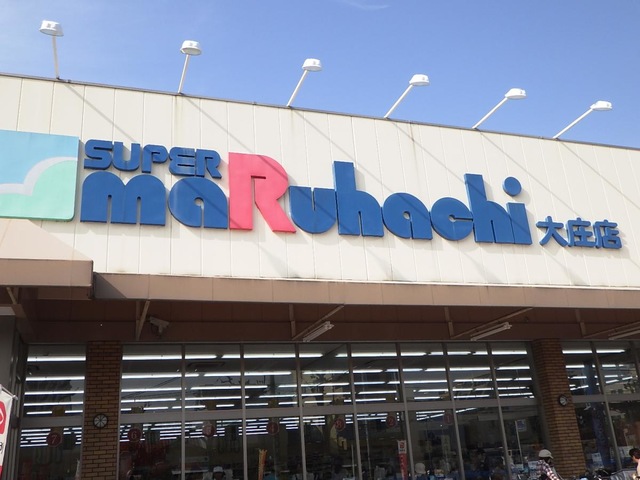 SUPER
maRuhachi 大庄店